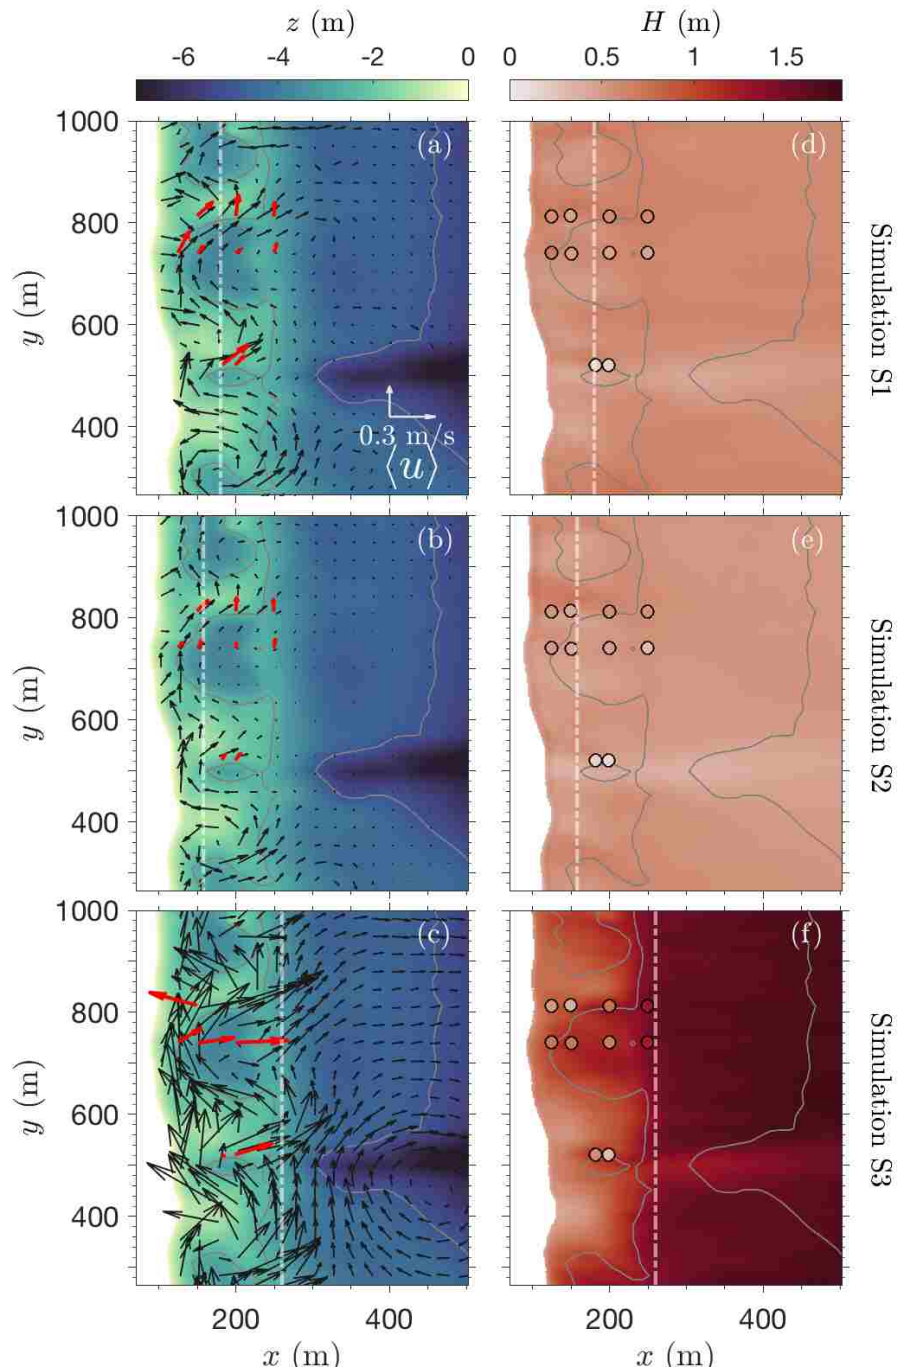 z (m)
H (m)
-6 -4 -2 0
0 0.5 1 1.5
1000
800
600
400
y (m)
(a)
0.3 m/s
⟨u⟩
(d)
Simulation S1
1000
800
600
400
y (m)
(b)
(e)
Simulation S2
1000
800
600
400
y (m)
(c)
(f)
Simulation S3
200 400
200 400
x (m)
x (m)